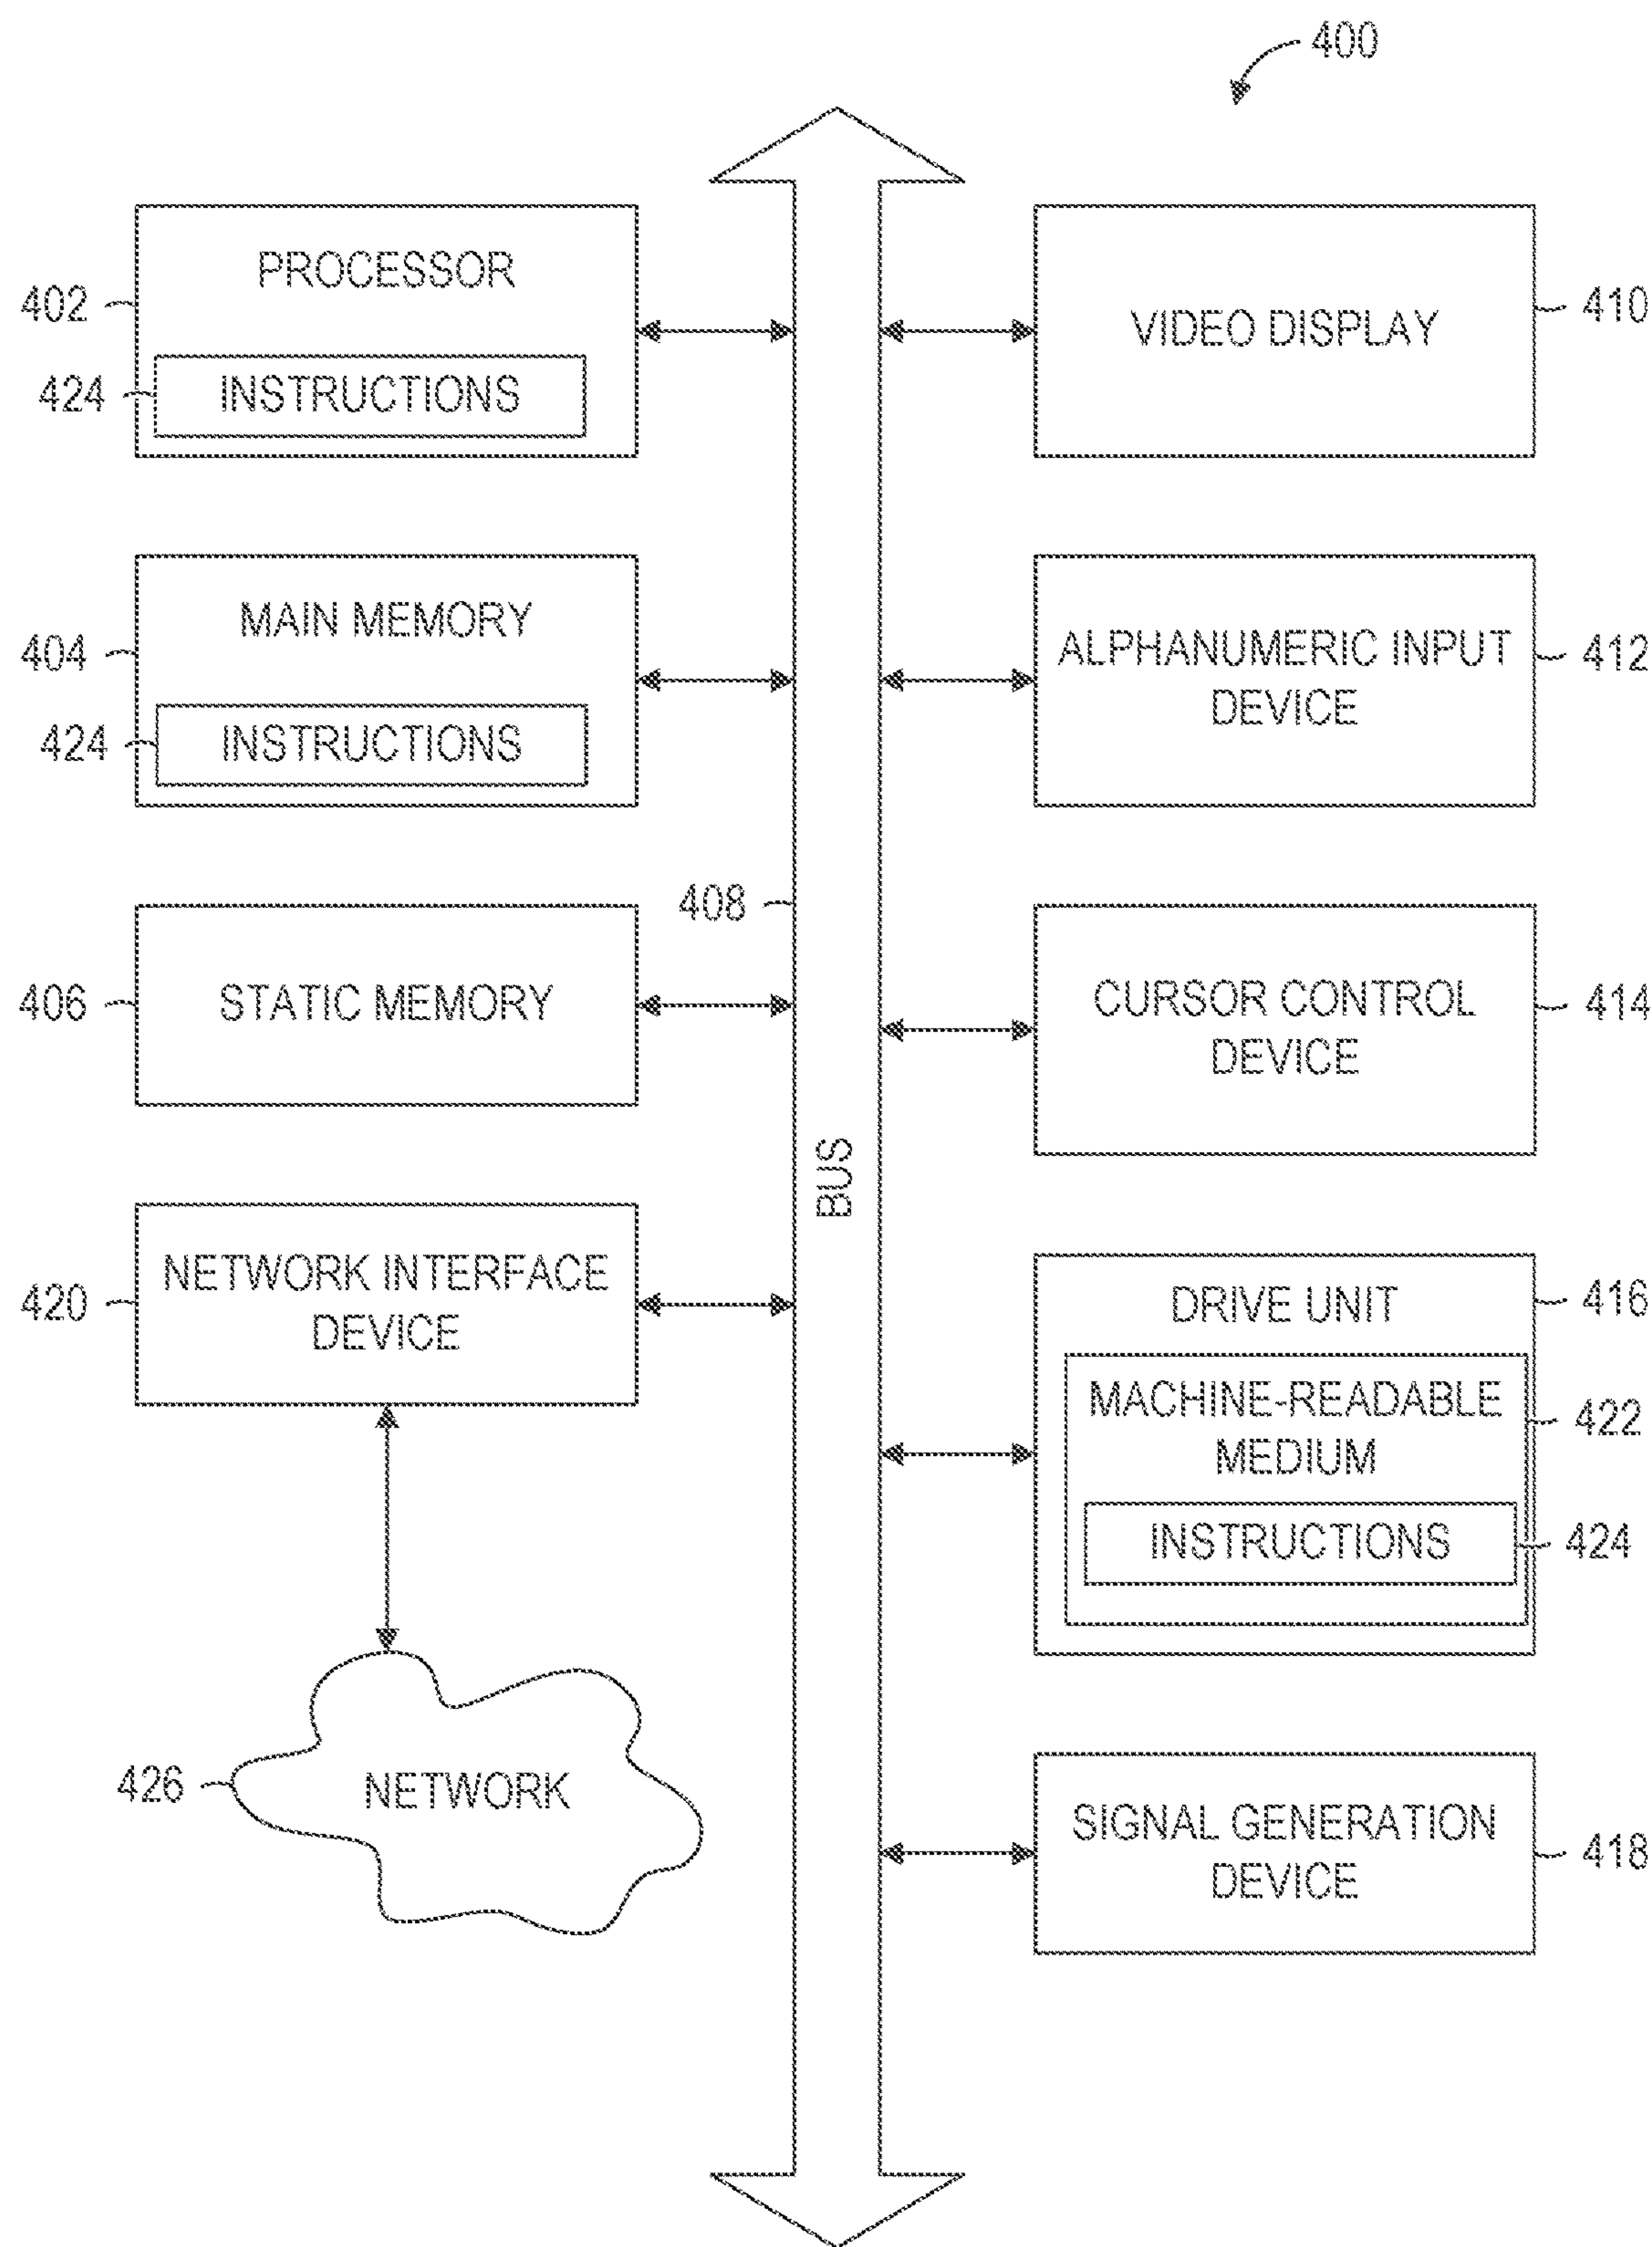 400
PROCESSOR
402
424
INSTRUCTIONS
MAIN MEMORY
404
424
INSTRUCTIONS
408
406
STATIC MEMORY
BUS
420
NETWORK INTERFACE
DEVICE
426
NETWORK
VIDEO DISPLAY
410
ALPHANUMERIC INPUT
DEVICE
412
CURSOR CONTROL
DEVICE
414
DRIVE UNIT
416
MACHINE-READABLE
MEDIUM
422
INSTRUCTIONS
424
SIGNAL GENERATION
DEVICE
418